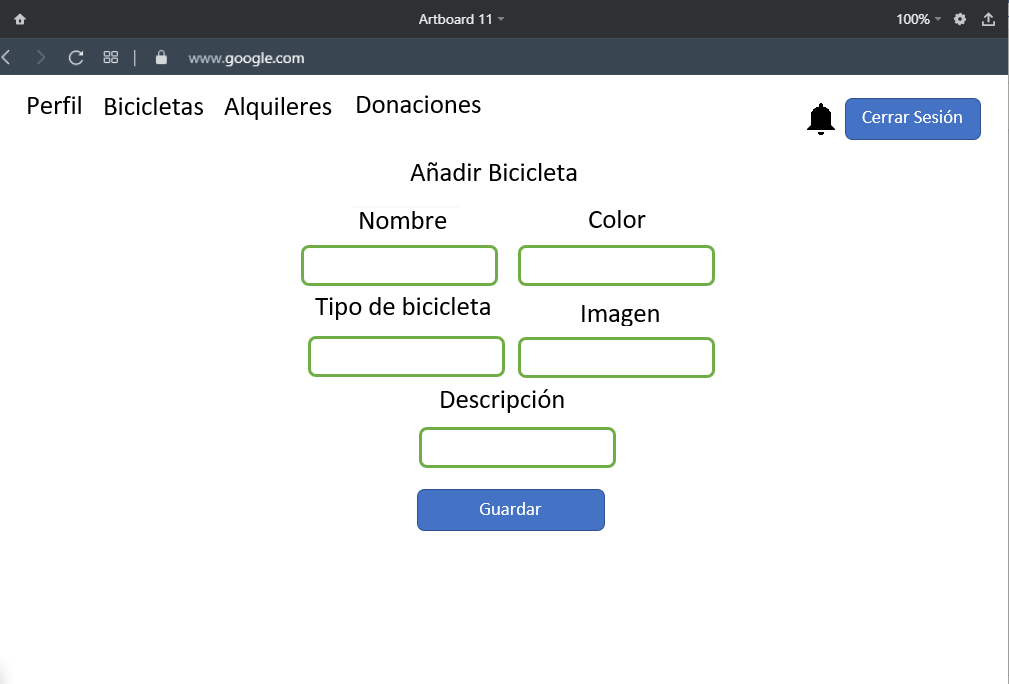 Artboard 11
100%
www.google.com
Perfil Bicicletas Alquileres Donaciones
Cerrar Sesión
Añadir Bicicleta
Nombre Color
Tipo de bicicleta Imagen
Descripción
Guardar